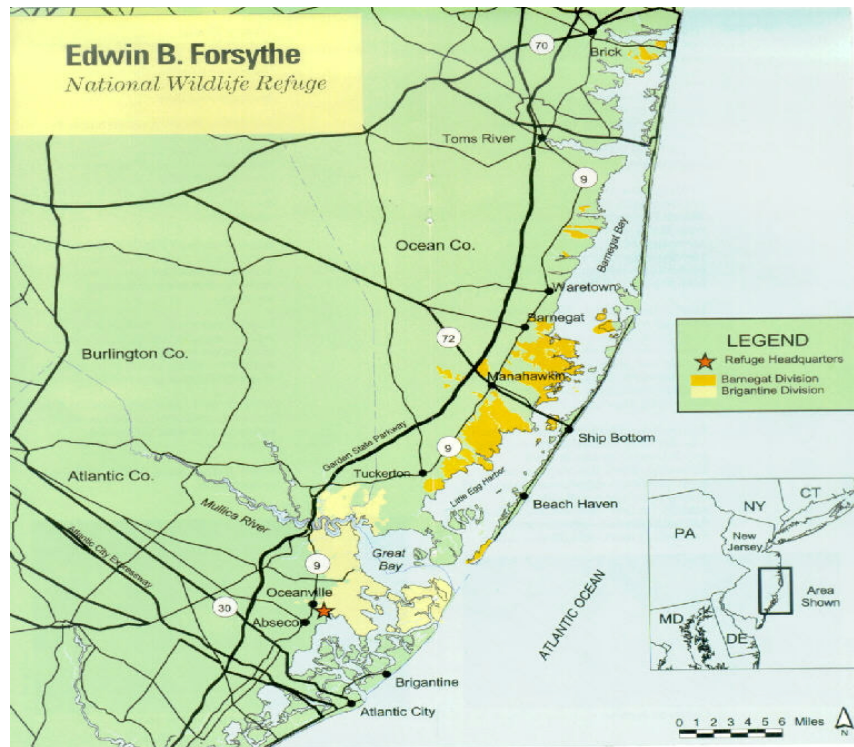 Edwin B. Forsythe
National Wildlife Refuge
70
Brick
Toms River
9
Ocean Co.
Barnegat Bay
Waretown
Barnegat
72
Burlington Co.
Manahawkin
LEGEND
Refuge Headquarters
Barnegat Division
Brigantine Division
Garden State Parkway
9
Ship Bottom
Tuckerton
Atlantic Co.
Little Egg Harbor
Beach Haven
Mullica River
Atlantic City Expressway
Great
Bay
9
Oceanville
30
Abseco
ATLANTIC OCEAN
Brigantine
Atlantic City
NY
CT
PA
New
Jersey
Area
Shown
MD
DE
0 1 2 3 4 5 6 Miles
N